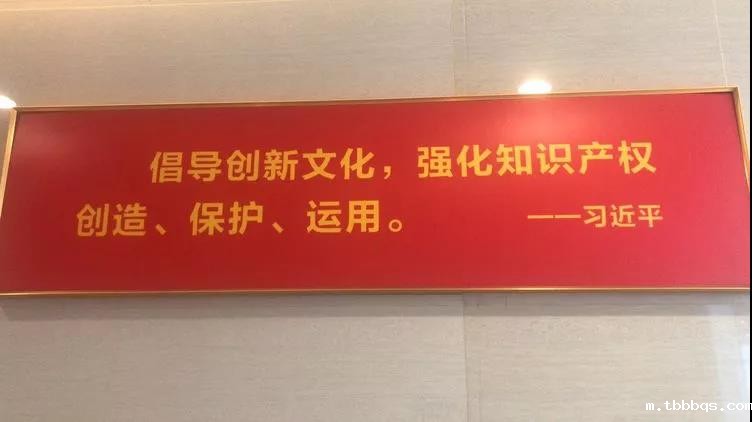 倡导创新文化，强化知识产权
创造、保护、运用。
——习近平
m.tbbbqs.com